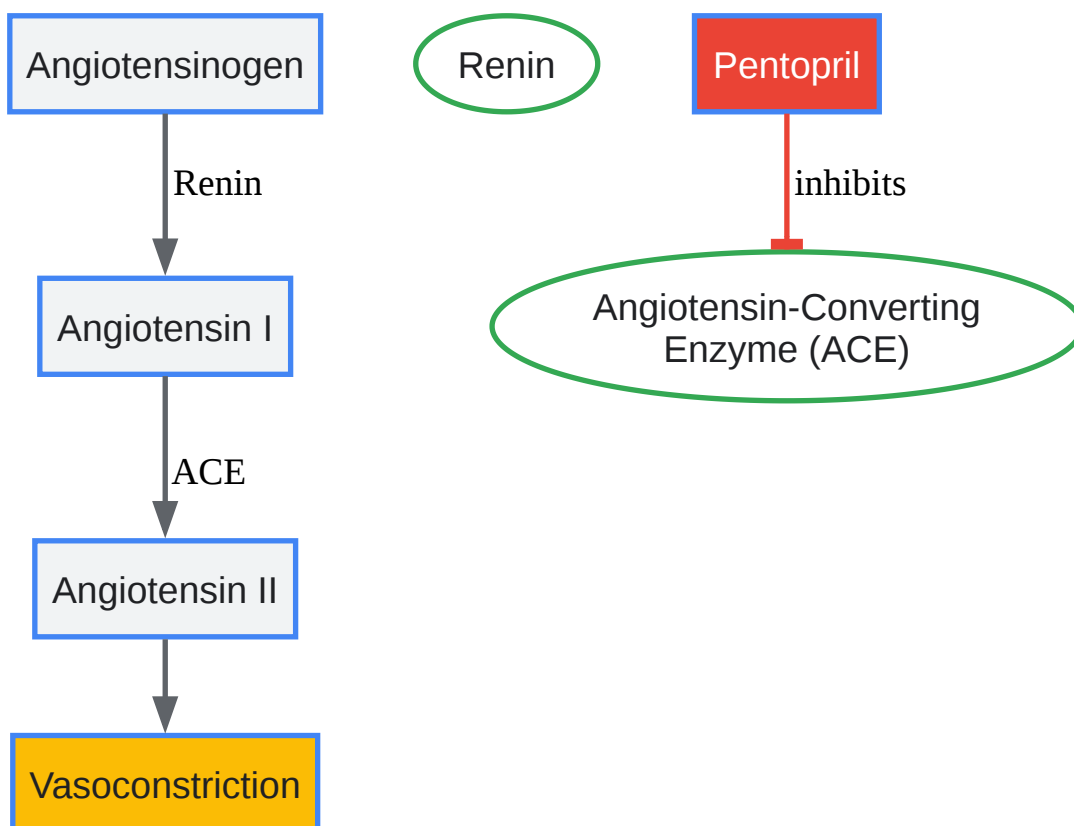 Angiotensinogen
Renin
Pentopril
Renin
inhibits
Angiotensin I
Angiotensin-Converting
Enzyme (ACE)
ACE
Angiotensin II
Vasoconstriction